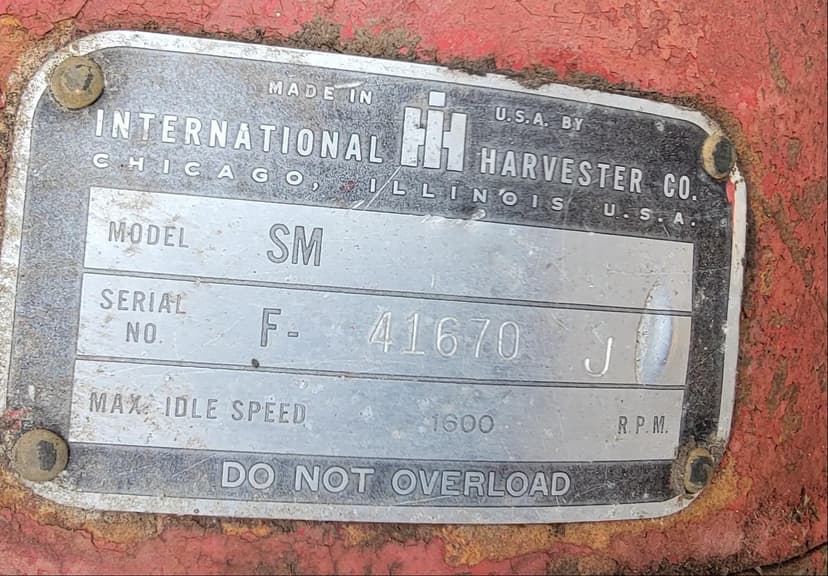 MADE IN IH U.S.A. BY
INTERNATIONAL HARVESTER CO.
CHICAGO, ILLINOIS U.S.A.
MODEL SM
SERIAL NO. F- 41670 J
MAX. IDLE SPEED 1600 R.P.M.
DO NOT OVERLOAD